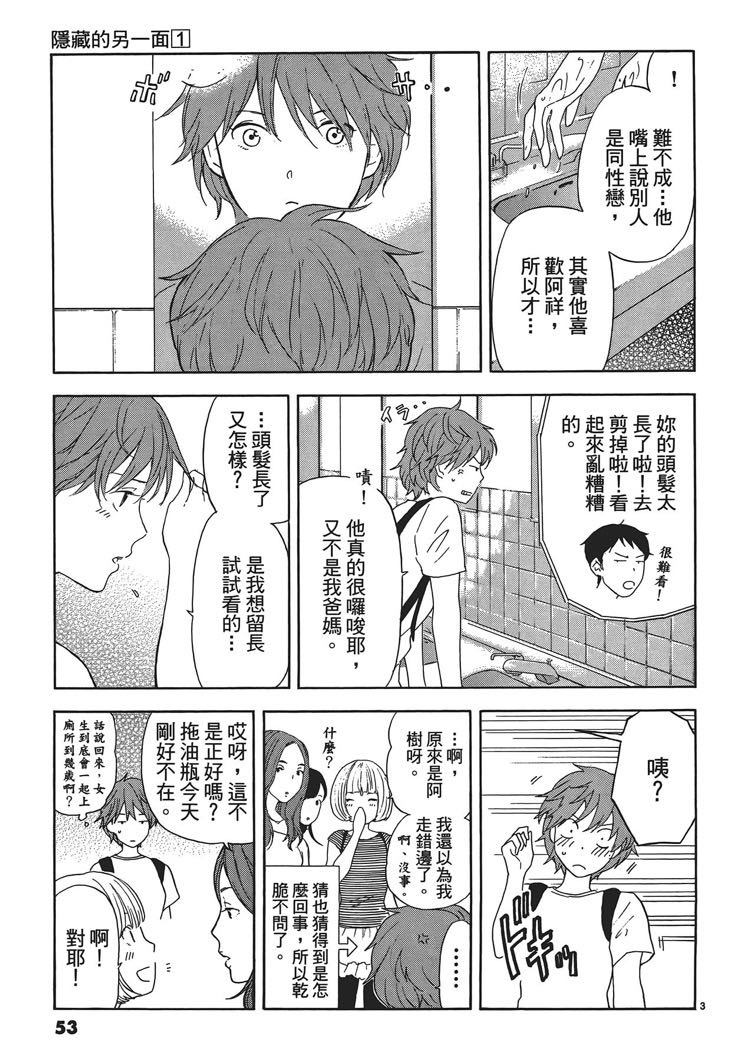 隱藏的另一面1
！
難不成…他
嘴上說別人
是同性戀，
其實他喜
歡阿祥，
所以才…
ボ
サ
妳的頭髮太
長了啦！去
剪掉啦！看
起來亂糟糟
的。
很難看！
イラ
嘖！
他真的很囉唆耶，
又不是我爸媽。
…頭髮長了
又怎樣？
是我想留長
試試看的…
咦？
ドキッ
…啊，
原來是阿
樹呀。
我還以為我
走錯邊了。
什麼？
啊、沒事。
……
猜也猜得到是怎
麼回事，所以乾
脆不問了。
哎呀，這不
是正好嗎？
拖油瓶今天
剛好不在。
話說回來，女
生到底會一起上
廁所到幾歲啊？
啊！
對耶！
3
53